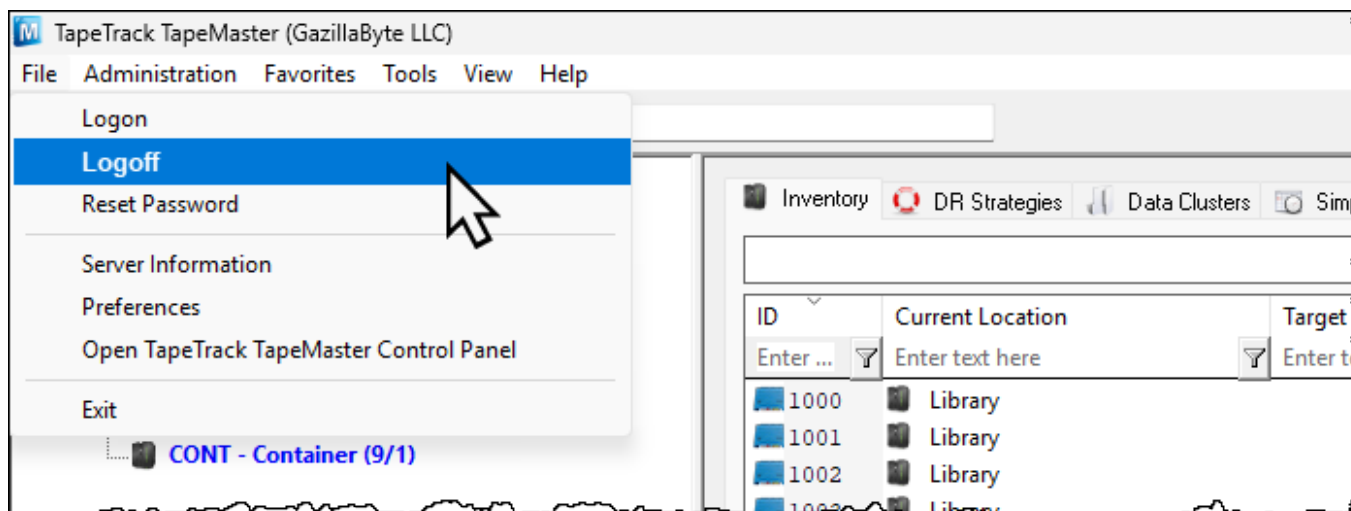 TapeTrack TapeMaster (GazillaByte LLC)
File Administration Favorites Tools View Help
Logon
Logoff
Reset Password
Server Information
Preferences
Open TapeTrack TapeMaster Control Panel
Exit
CONT - Container (9/1)
Inventory DR Strategies Data Clusters Sim
ID Current Location Target
Enter ... Enter text here Enter t
1000 Library
1001 Library
1002 Library